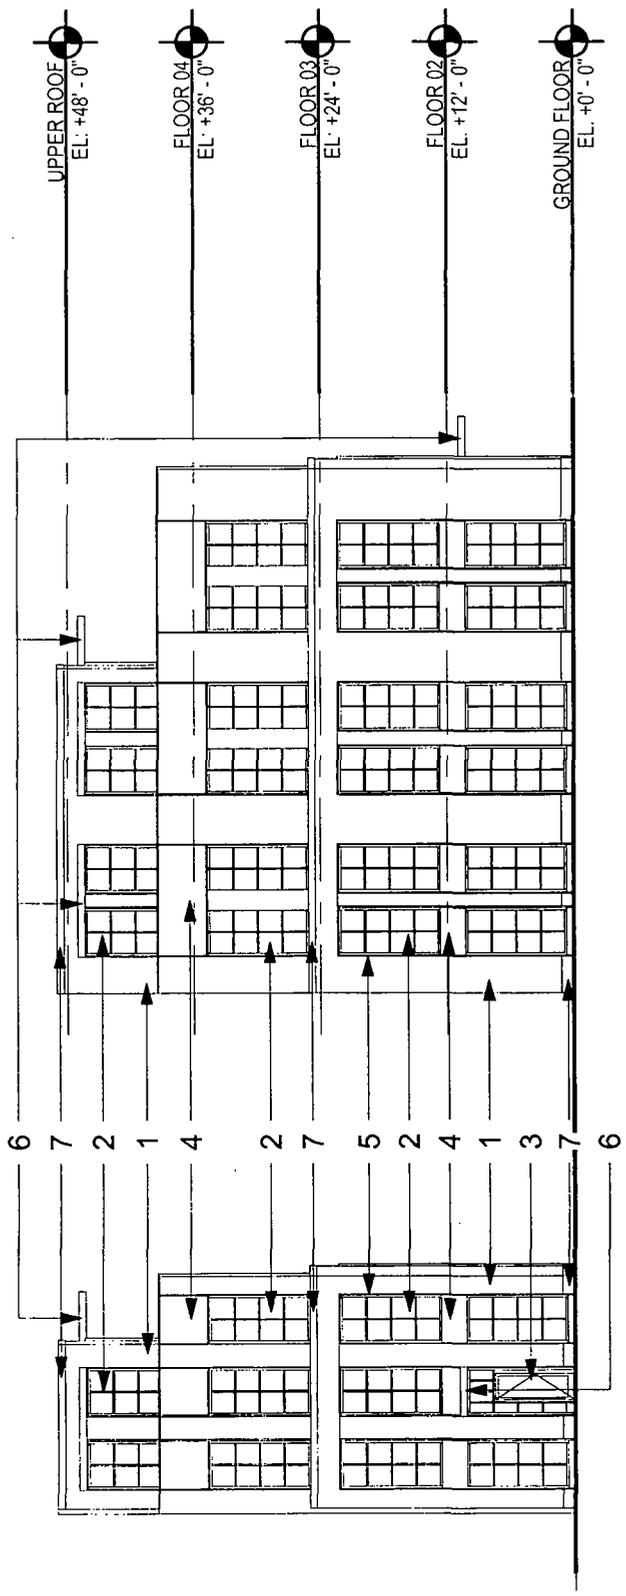 UPPER ROOF
EL: +48' - 0"
FLOOR 04
EL: +36' - 0"
FLOOR 03
EL: +24' - 0"
FLOOR 02
EL. +12' - 0"
GROUND FLOOR
EL. +0' - 0"
6
7
2
1
4
2
7
5
2
4
1
3
7
6